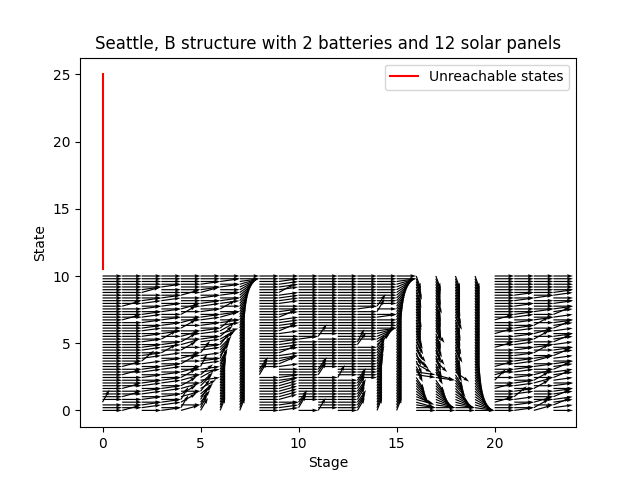 Seattle, B structure with 2 batteries and 12 solar panels
Unreachable states
25
20
15
10
5
0
State
0 5 10 15 20
Stage